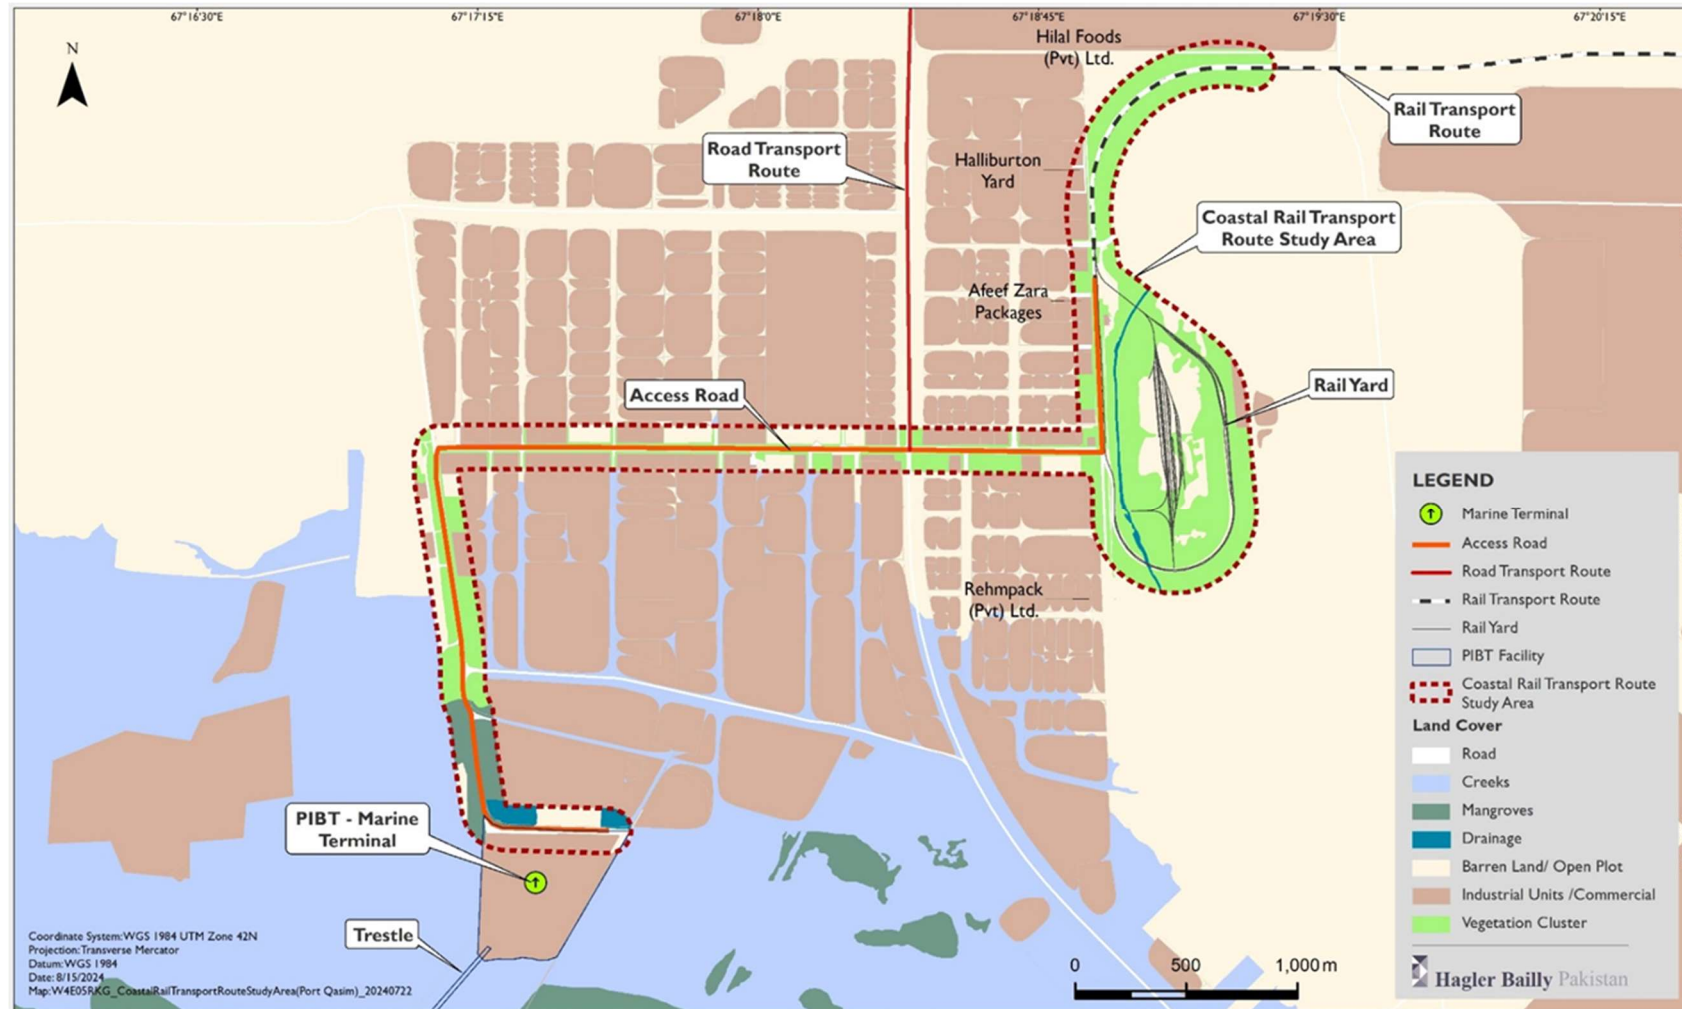 67°16'30"E
67°17'15"E
67°18'0"E
67°18'45"E
67°19'30"E
67°20'15"E
N
Hilal Foods
(Pvt) Ltd.
Rail Transport
Route
Road Transport
Route
Halliburton
Yard
Coastal Rail Transport
Route Study Area
Afeef Zara
Packages
Access Road
Rail Yard
Rehmpack
(Pvt) Ltd.
PIBT - Marine
Terminal
Trestle
LEGEND
Marine Terminal
Access Road
Road Transport Route
Rail Transport Route
Rail Yard
PIBT Facility
Coastal Rail Transport Route
Study Area
Land Cover
Road
Creeks
Mangroves
Drainage
Barren Land/ Open Plot
Industrial Units /Commercial
Vegetation Cluster
Hagler Bailly Pakistan
0 500 1,000 m
Coordinate System:WGS 1984 UTM Zone 42N
Projection:Transverse Mercator
Datum:WGS 1984
Date: 8/15/2024
Map:W4E05RKG_CoastalRailTransportRouteStudyArea(Port Qasim)_20240722